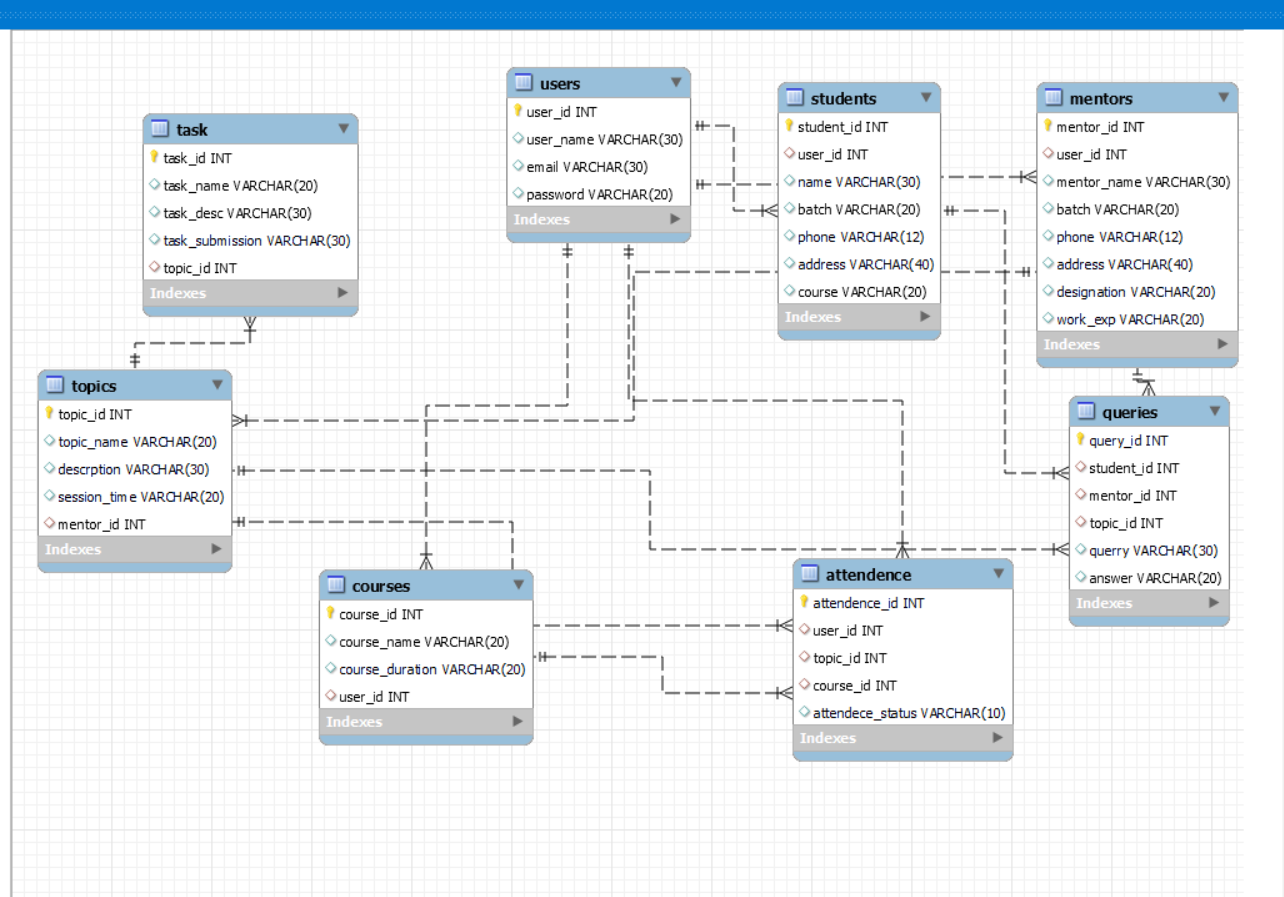 task
task_id INT
task_name VARCHAR(20)
task_desc VARCHAR(30)
task_submission VARCHAR(30)
topic_id INT
Indexes
users
user_id INT
user_name VARCHAR(30)
email VARCHAR(30)
password VARCHAR(20)
Indexes
students
student_id INT
user_id INT
name VARCHAR(30)
batch VARCHAR(20)
phone VARCHAR(12)
address VARCHAR(40)
course VARCHAR(20)
Indexes
mentors
mentor_id INT
user_id INT
mentor_name VARCHAR(30)
batch VARCHAR(20)
phone VARCHAR(12)
address VARCHAR(40)
designation VARCHAR(20)
work_exp VARCHAR(20)
Indexes
topics
topic_id INT
topic_name VARCHAR(20)
descrption VARCHAR(30)
session_time VARCHAR(20)
mentor_id INT
Indexes
queries
query_id INT
student_id INT
mentor_id INT
topic_id INT
querry VARCHAR(30)
answer VARCHAR(20)
Indexes
courses
course_id INT
course_name VARCHAR(20)
course_duration VARCHAR(20)
user_id INT
Indexes
attendence
attendence_id INT
user_id INT
topic_id INT
course_id INT
attendece_status VARCHAR(10)
Indexes